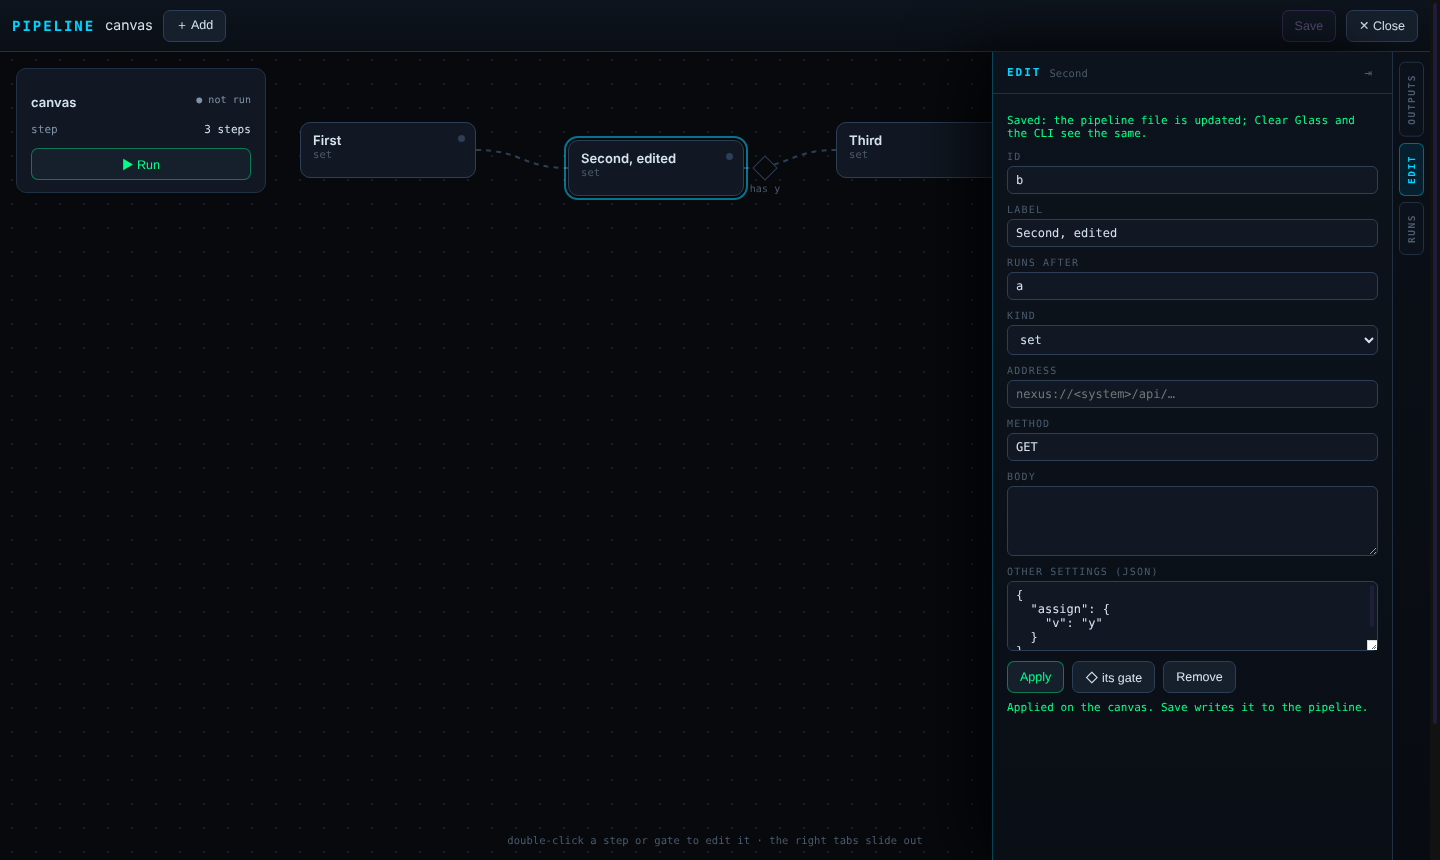 PIPELINE canvas + Add Save ✕ Close
canvas ● not run
step 3 steps
▶ Run
First
set
Second, edited
set
has y
Third
set
EDIT Second ⇥
Saved: the pipeline file is updated; Clear Glass and
the CLI see the same.
ID
b
LABEL
Second, edited
RUNS AFTER
a
KIND
set
ADDRESS
nexus://<system>/api/…
METHOD
GET
BODY
OTHER SETTINGS (JSON)
{
"assign": {
"v": "y"
}
}
Apply ◇ its gate Remove
Applied on the canvas. Save writes it to the pipeline.
OUTPUTS
EDIT
RUNS
double-click a step or gate to edit it · the right tabs slide out